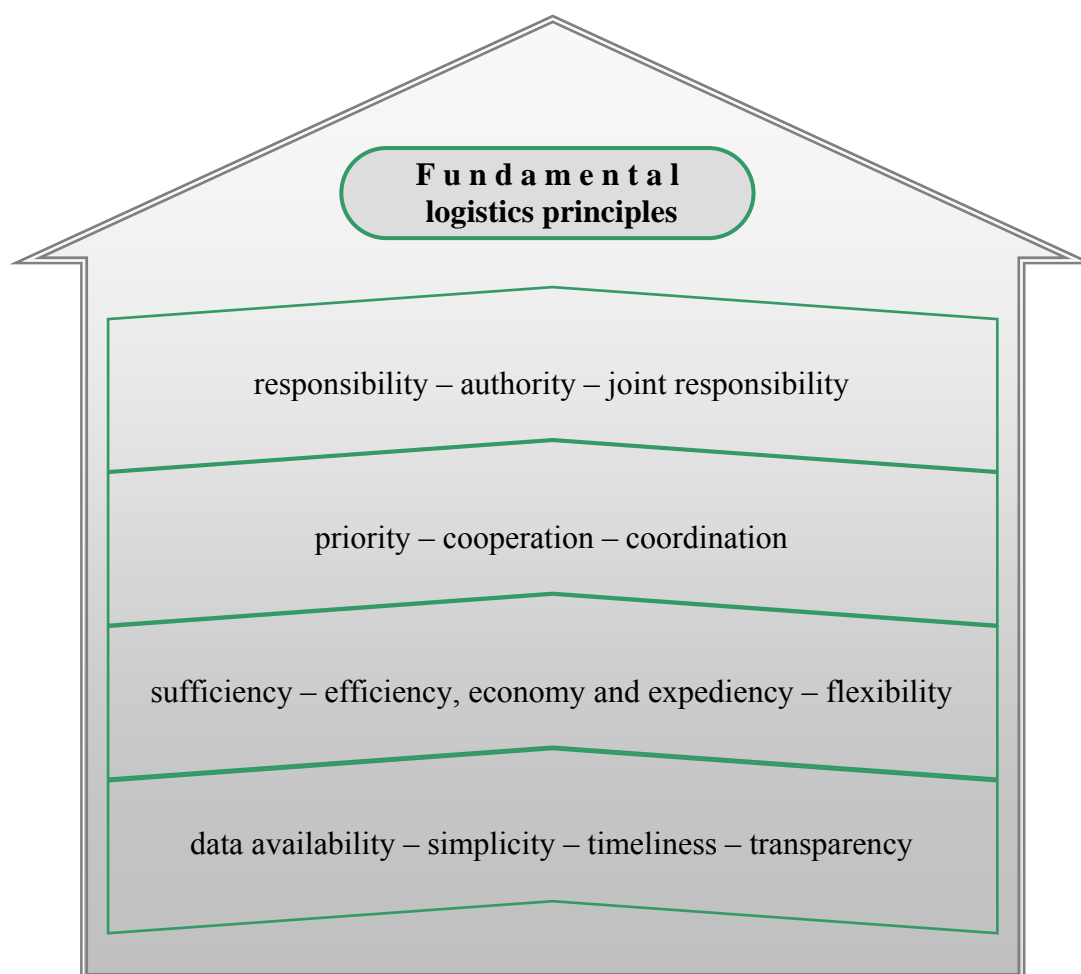 F u n d a m e n t a l
logistics principles
responsibility – authority – joint responsibility
priority – cooperation – coordination
sufficiency – efficiency, economy and expediency – flexibility
data availability – simplicity – timeliness – transparency